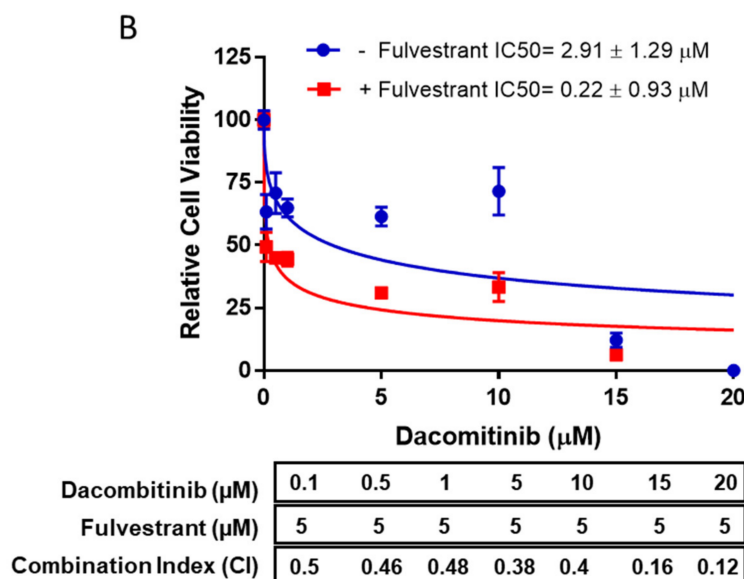 B
- Fulvestrant IC50= 2.91 ± 1.29 μM
+ Fulvestrant IC50= 0.22 ± 0.93 μM
Relative Cell Viability
125
100
75
50
25
0
0 5 10 15 20
Dacomitinib (μM)
Dacombitinib (μM) 0.1 0.5 1 5 10 15 20
Fulvestrant (μM) 5 5 5 5 5 5 5
Combination Index (CI) 0.5 0.46 0.48 0.38 0.4 0.16 0.12